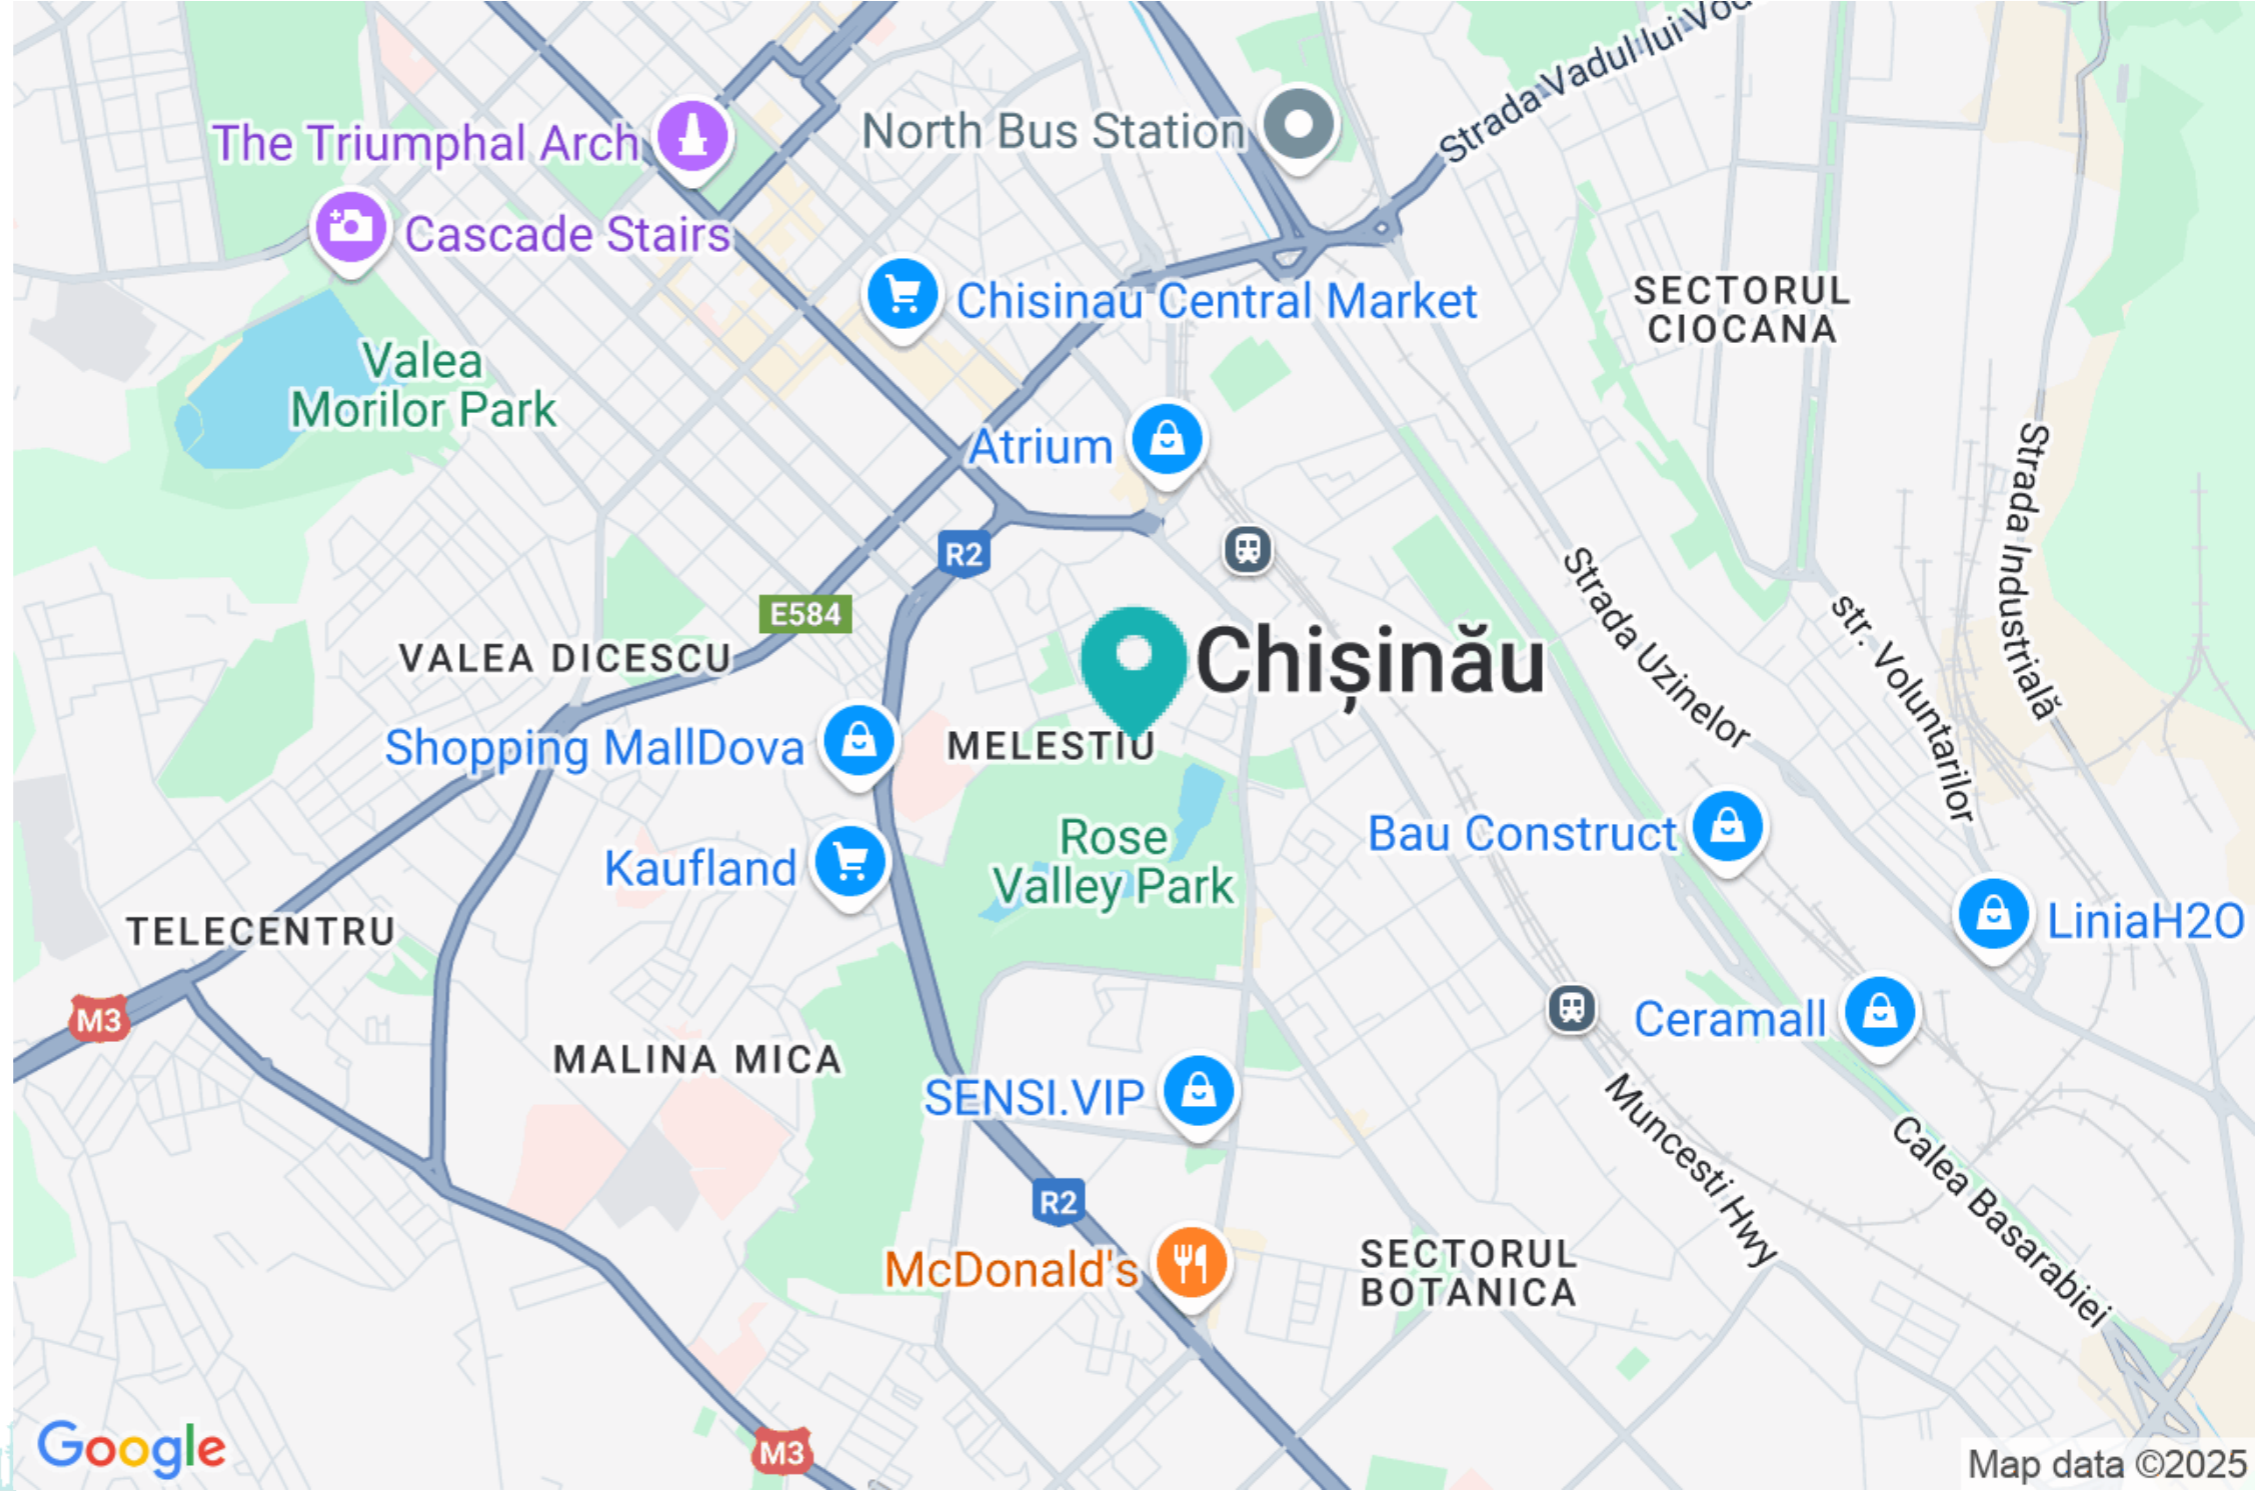 Strada Vadul lui Vod
The Triumphal Arch
North Bus Station
Cascade Stairs
Chisinau Central Market
SECTORUL
CIOCANA
Valea
Morilor Park
Atrium
Strada Industrială
R2
Strada Uzinelor
E584
str. Voluntarilor
VALEA DICESCU
Chișinău
Shopping MallDova
MELESTIU
Rose
Valley Park
Bau Construct
Kaufland
TELECENTRU
LiniaH2O
M3
Ceramall
MALINA MICA
SENSI.VIP
Muncesti Hwy
Calea Basarabiei
R2
McDonald's
SECTORUL
BOTANICA
Google
M3
Map data ©2025